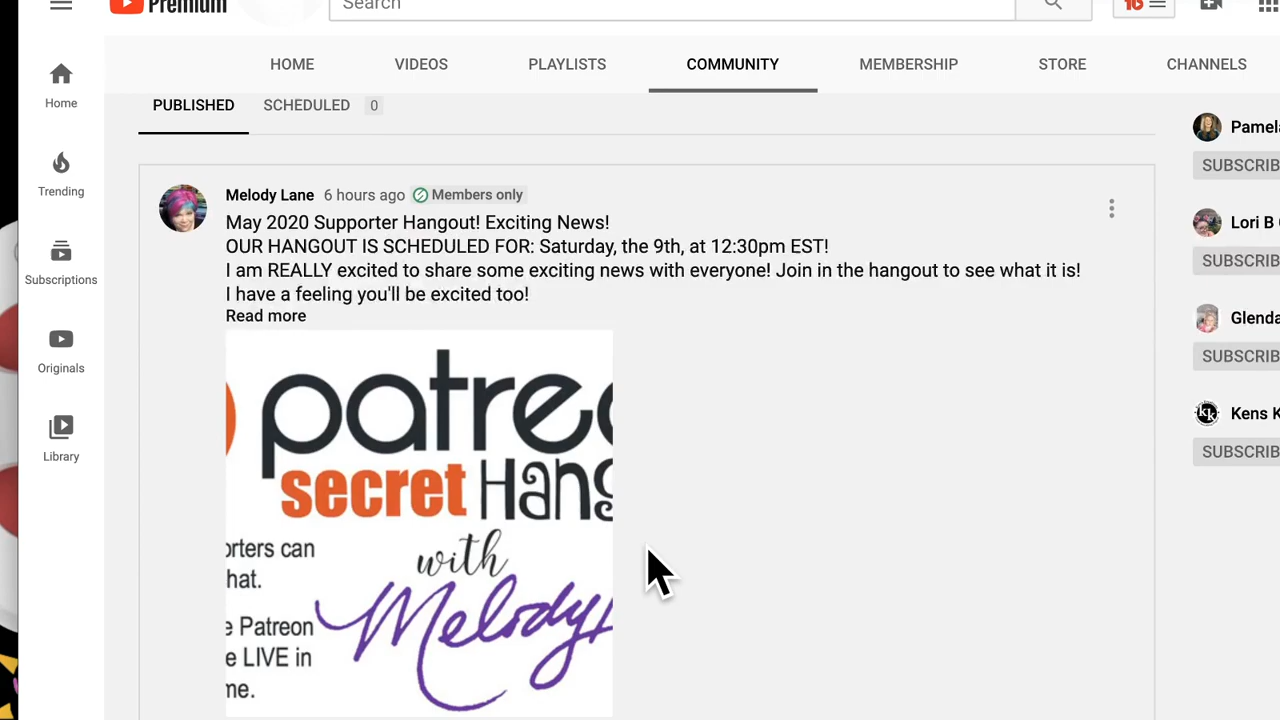 Premium
Search
HOME
VIDEOS
PLAYLISTS
COMMUNITY
MEMBERSHIP
STORE
CHANNELS
Home
Trending
Subscriptions
Originals
Library
PUBLISHED
SCHEDULED 0
Melody Lane 6 hours ago Members only
May 2020 Supporter Hangout! Exciting News!
OUR HANGOUT IS SCHEDULED FOR: Saturday, the 9th, at 12:30pm EST!
I am REALLY excited to share some exciting news with everyone! Join in the hangout to see what it is!
I have a feeling you'll be excited too!
Read more
patreo
secret Hang
with
Melody
orters can
hat.
e Patreon
e LIVE in
me.
Pamela
SUBSCRIB
Lori B
SUBSCRIB
Glenda
SUBSCRIB
kk
Kens K
SUBSCRIB